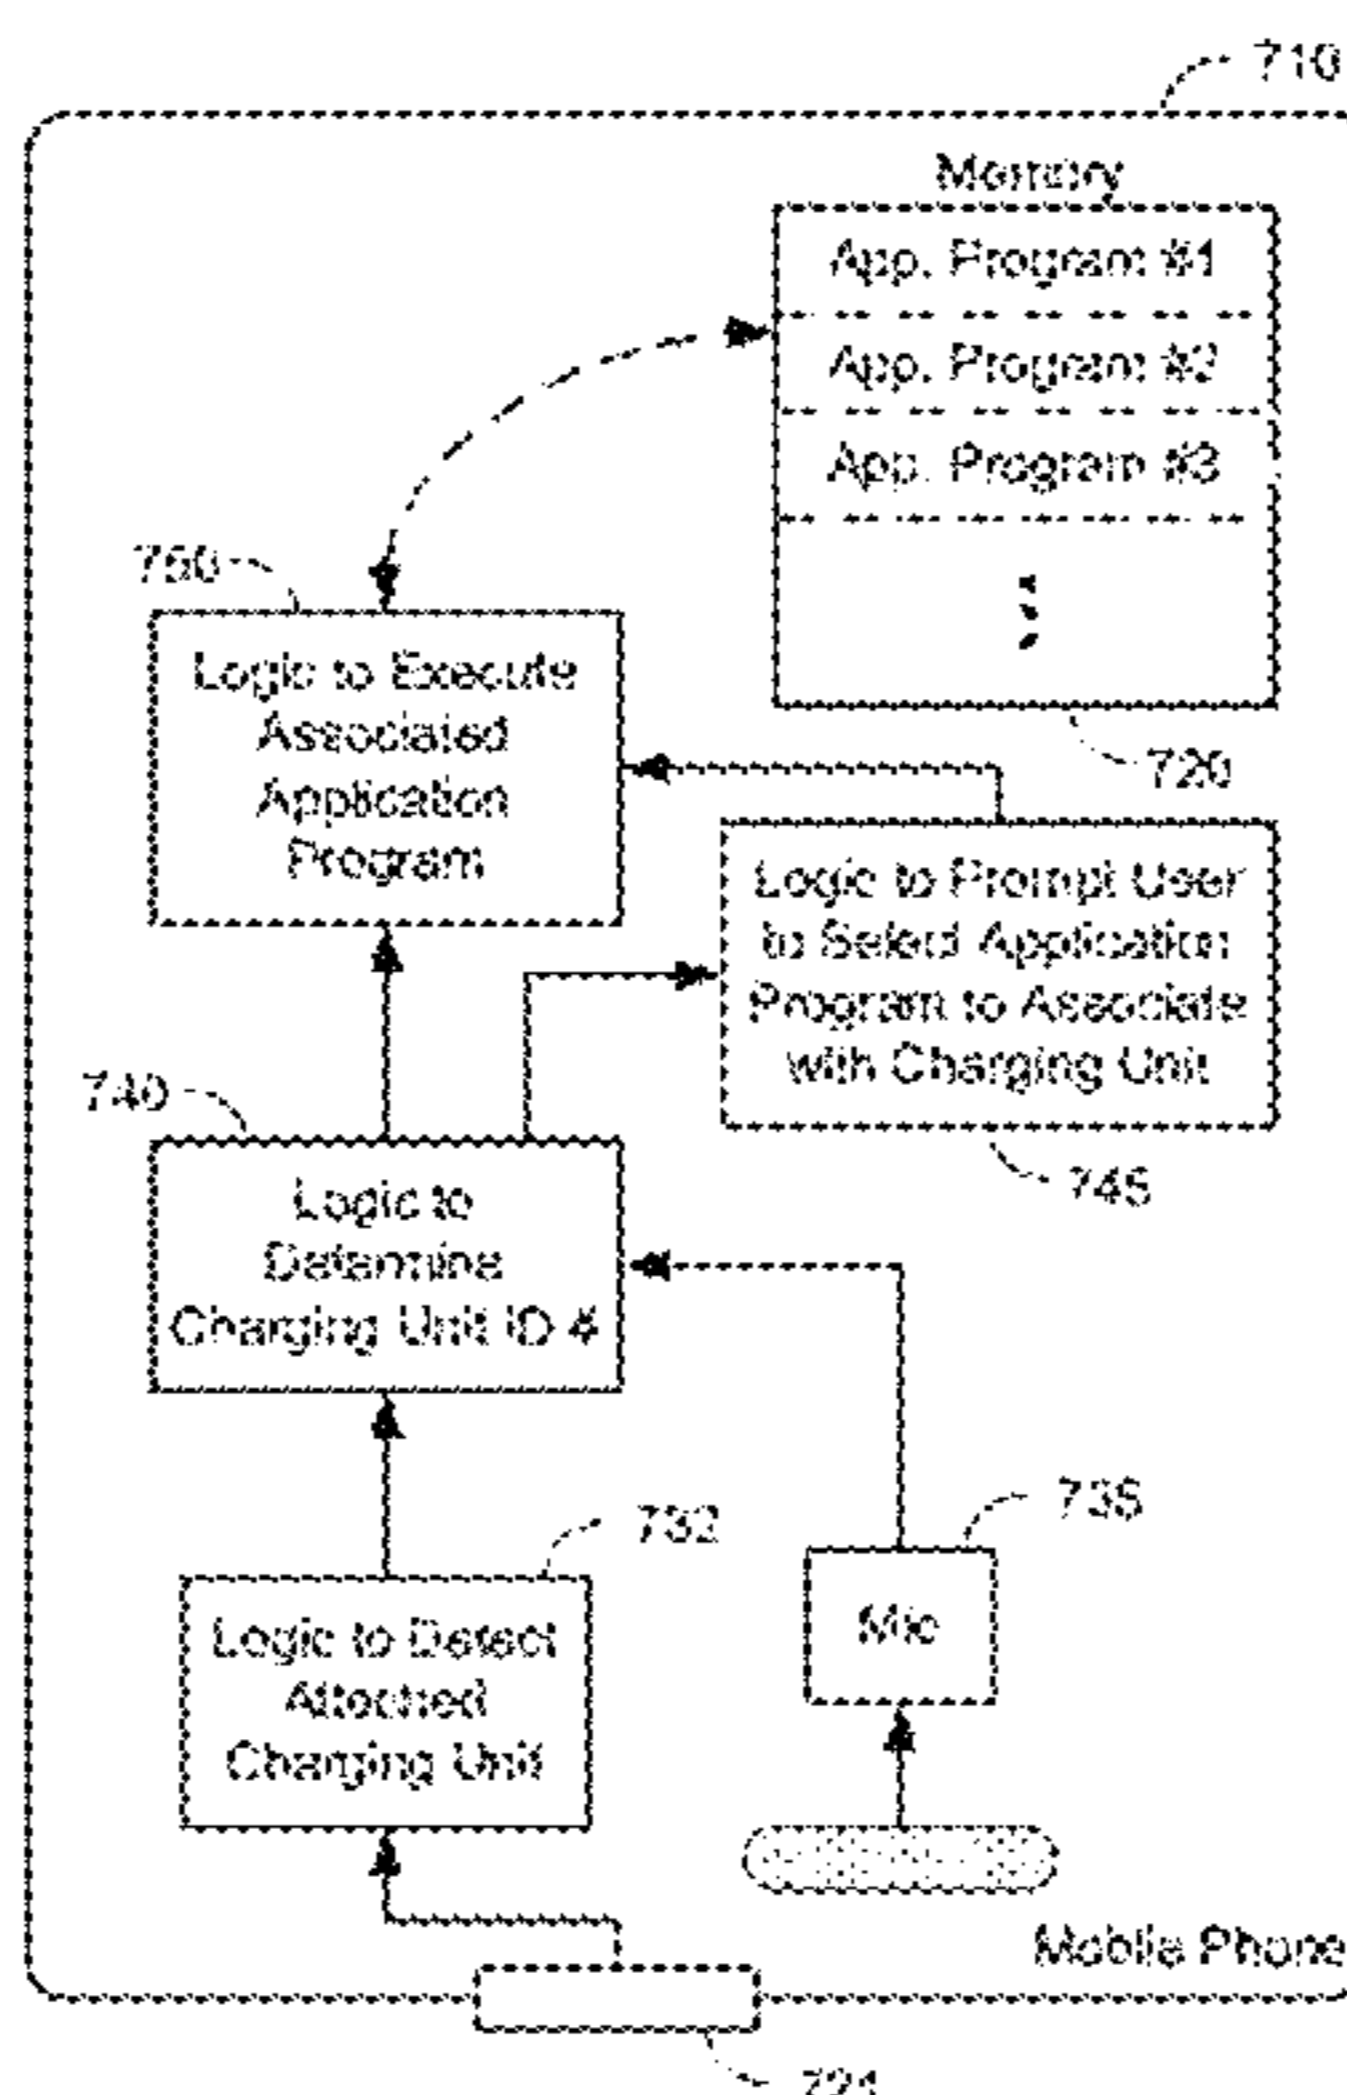 710
Memory
App. Program #1
App. Program #2
App. Program #3
750
Logic to Execute
Associated
Application
Program
720
Logic to Prompt User
to Select Application
Program to Associate
with Charging Unit
740
745
Logic to
Determine
Charging Unit ID #
732
735
Logic to Detect
Attached
Charging Unit
Mic
Mobile Phone